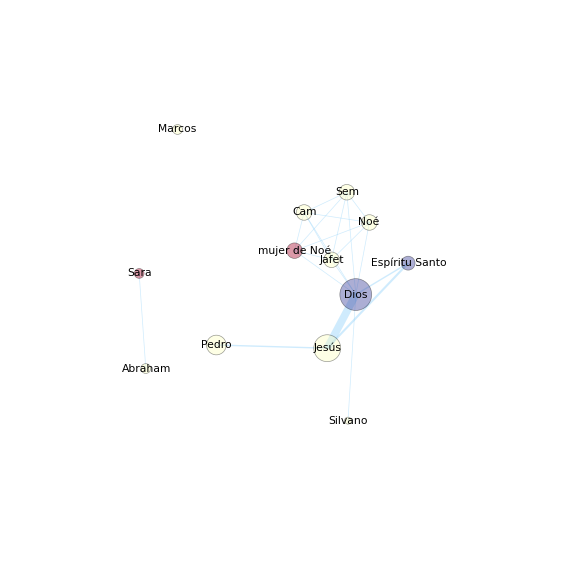 Marcos
Sem
Cam
Noé
mujer de Noé
Jafet
Espíritu Santo
Sara
Dios
Pedro
Jesús
Abraham
Silvano